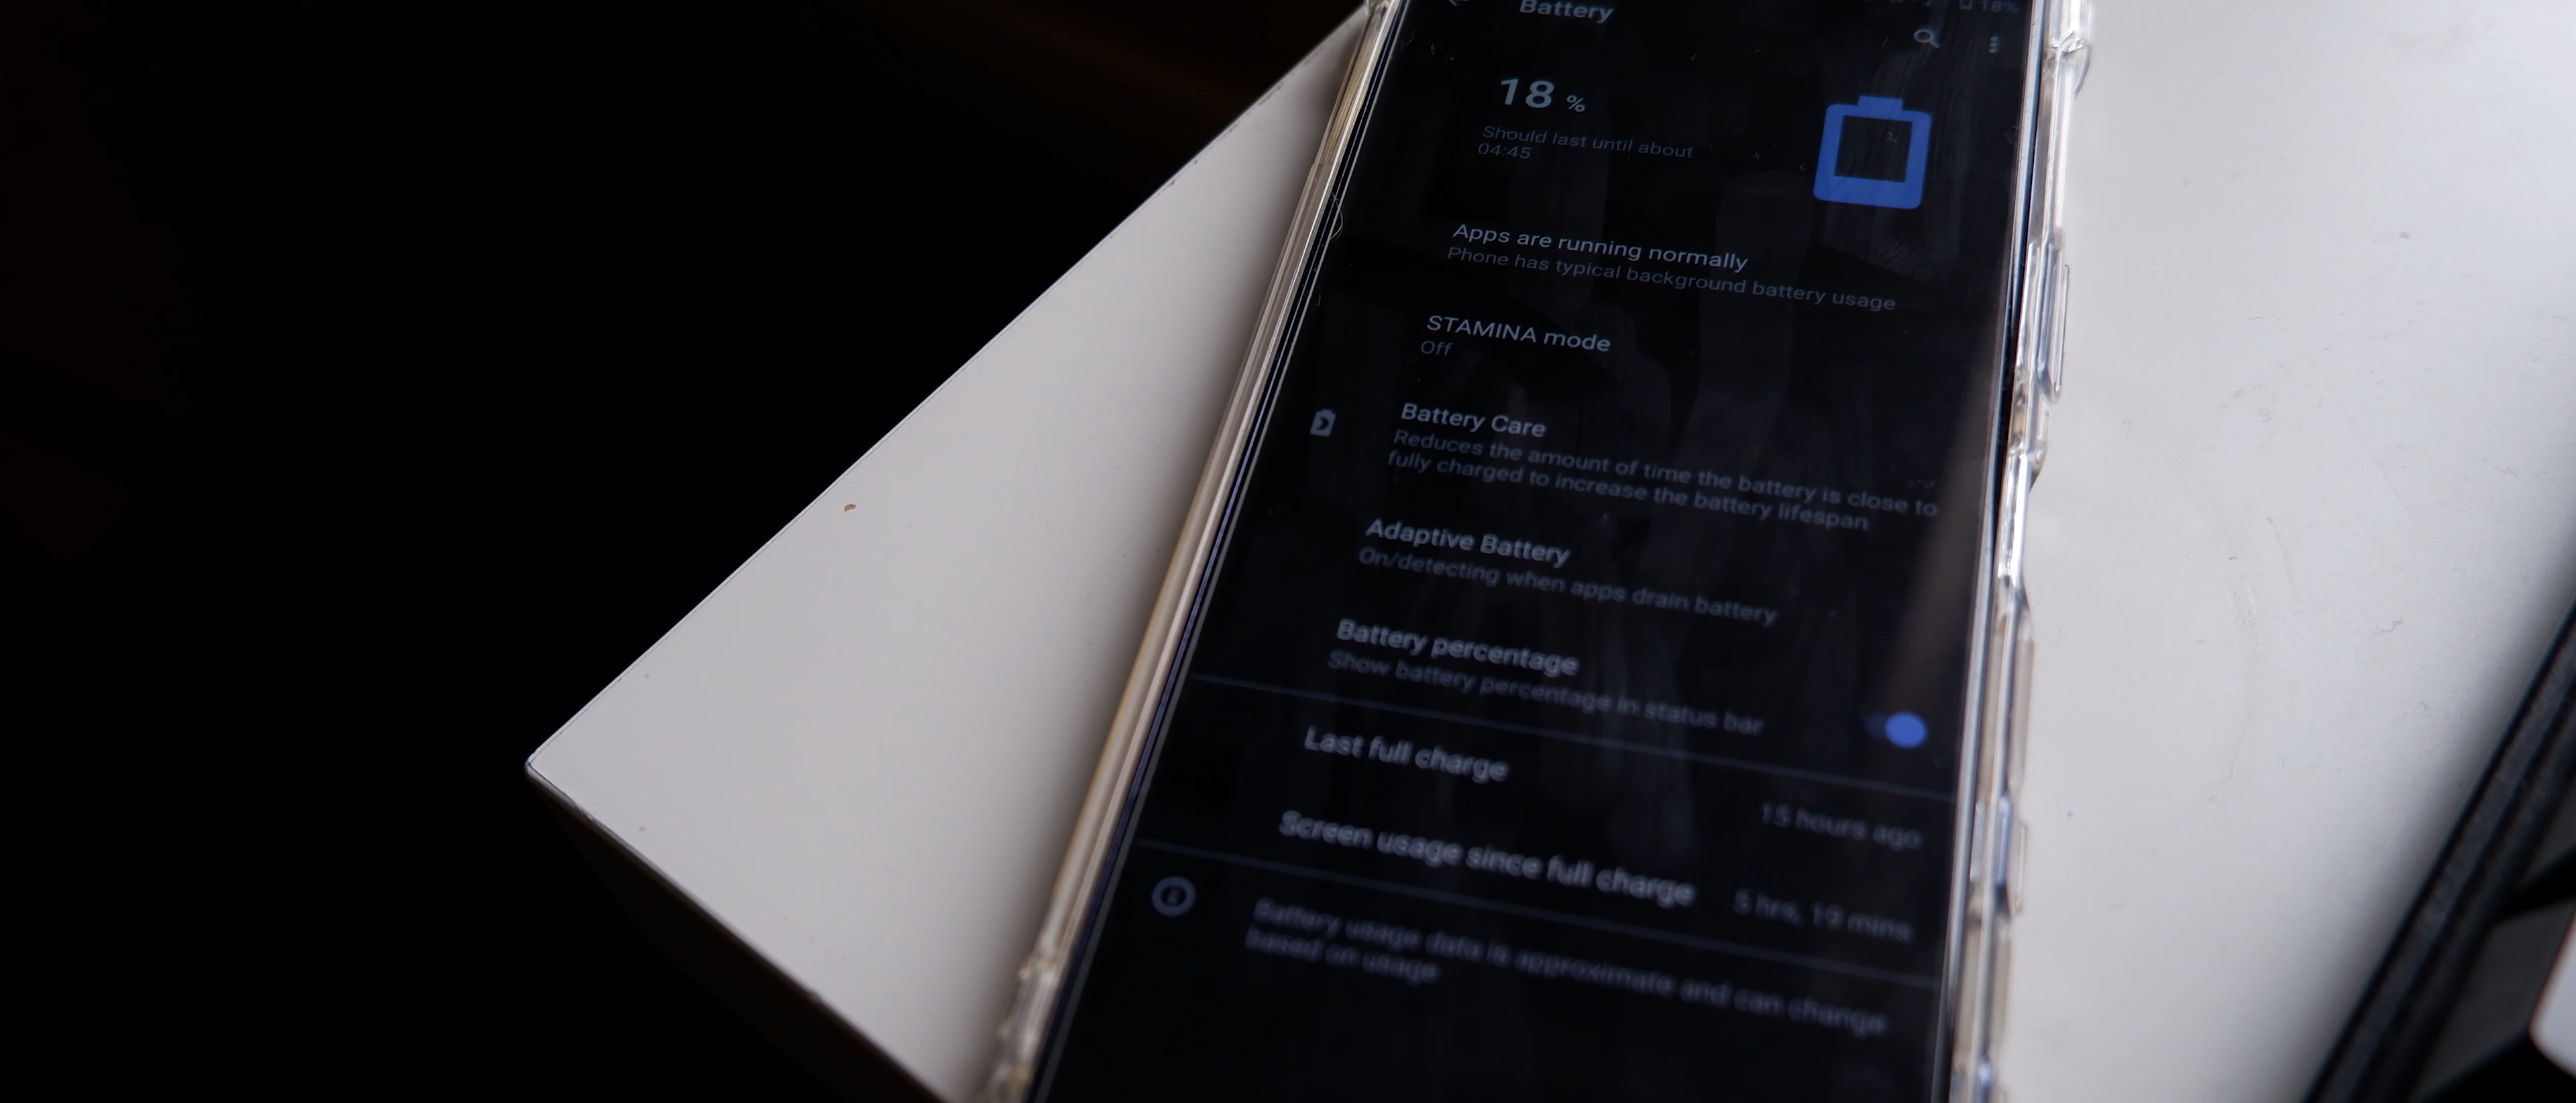 18%
Battery
18 %
Should last until about
04:45
Apps are running normally
Phone has typical background battery usage
STAMINA mode
Off
Battery Care
Reduces the amount of time the battery is close to
fully charged to increase the battery lifespan
Adaptive Battery
On/detecting when apps drain battery
Battery percentage
Show battery percentage in status bar
Last full charge
15 hours ago
Screen usage since full charge
5 hrs, 19 mins
Battery usage data is approximate and can change
based on usage